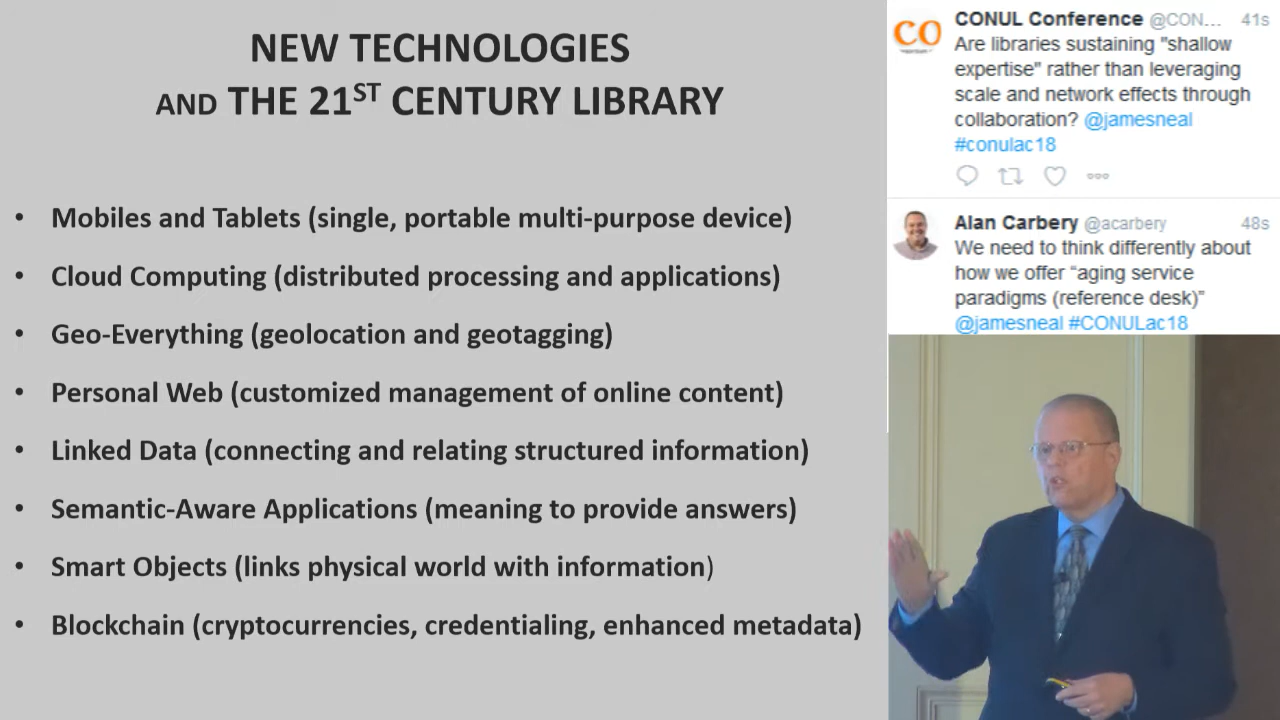 NEW TECHNOLOGIES
AND THE 21ST CENTURY LIBRARY
• Mobiles and Tablets (single, portable multi-purpose device)
• Cloud Computing (distributed processing and applications)
• Geo-Everything (geolocation and geotagging)
• Personal Web (customized management of online content)
• Linked Data (connecting and relating structured information)
• Semantic-Aware Applications (meaning to provide answers)
• Smart Objects (links physical world with information)
• Blockchain (cryptocurrencies, credentialing, enhanced metadata)
CO
CONUL Conference @CON... 41s
Are libraries sustaining "shallow
expertise" rather than leveraging
scale and network effects through
collaboration? @jamesneal
#conulac18
Alan Carbery @acarbery 48s
We need to think differently about
how we offer “aging service
paradigms (reference desk)”
@jamesneal #CONULac18